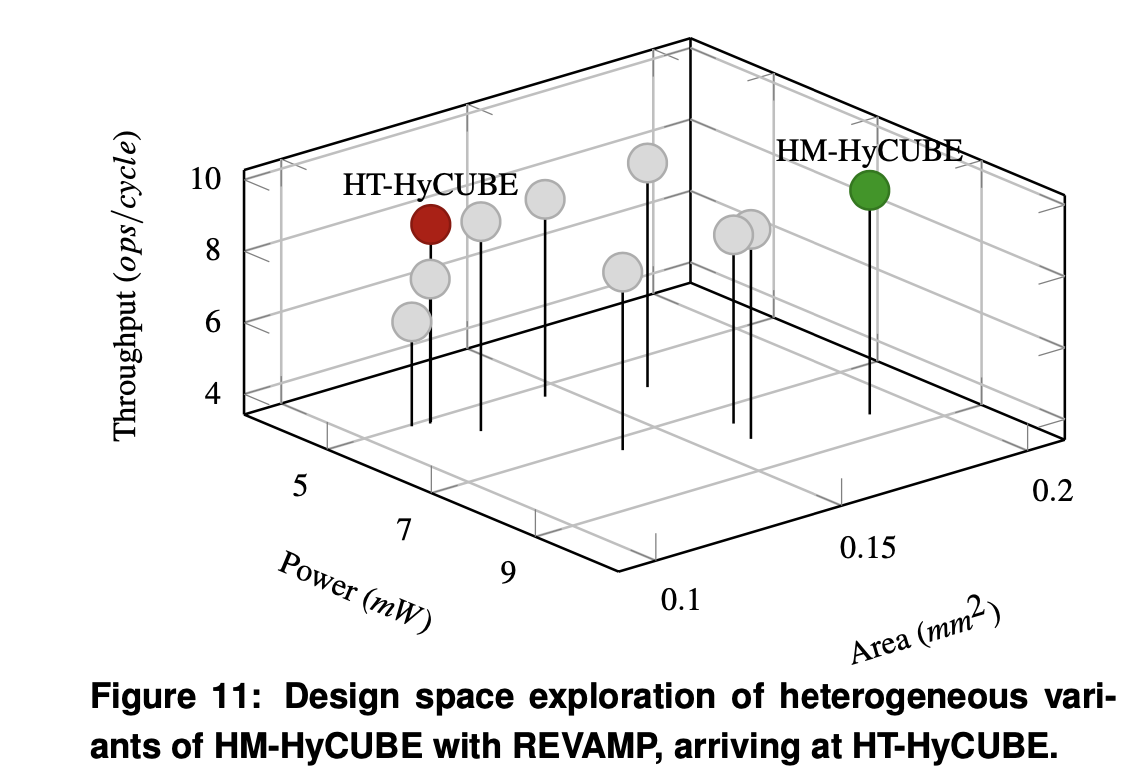 HM-HyCUBE
10
HT-HyCUBE
8
6
4
Throughput (ops/cycle)
5
7
9
Power (mW)
0.2
0.15
0.1
Area (mm²)
Figure 11: Design space exploration of heterogeneous vari-
ants of HM-HyCUBE with REVAMP, arriving at HT-HyCUBE.